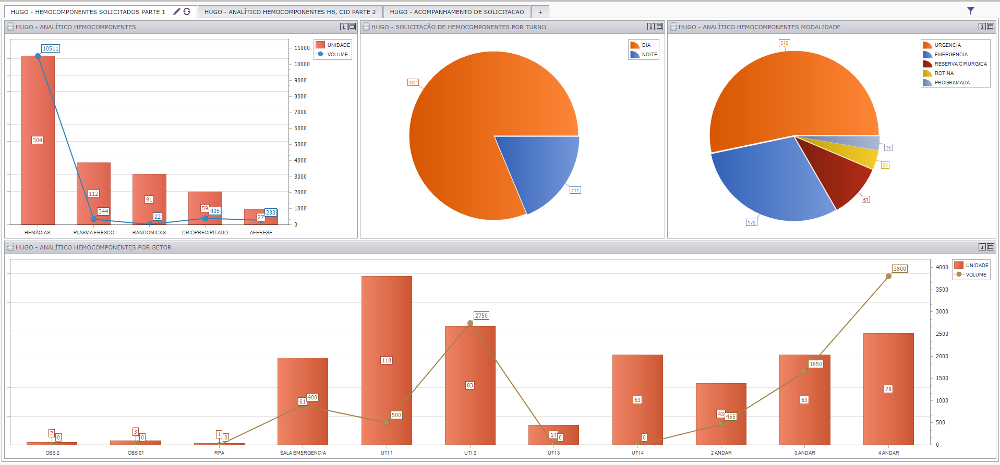 HUGO - HEMOCOMPONENTES SOLICITADOS PARTE 1
HUGO - ANALÍTICO HEMOCOMPONENTES HB, CID PARTE 2
HUGO - ACOMPANHAMENTO DE SOLICITACAO
+
HUGO - ANALÍTICO HEMOCOMPONENTES
UNIDADE
VOLUME
11000
10000
9000
8000
7000
6000
5000
4000
3000
2000
1000
0
10511
304
112
344
91
22
59
405
27
283
HEMÁCIAS
PLASMA FRESCO
RANDOMICAS
CRIOPRECIPITADO
AFERESE
HUGO - SOLICITAÇÃO DE HEMOCOMPONENTES POR TURNO
DIA
NOITE
482
111
HUGO - ANALÍTICO HEMOCOMPONENTES MODALIDADE
URGENCIA
EMERGENCIA
RESERVA CIRURGICA
ROTINA
PROGRAMADA
316
16
22
61
178
HUGO - ANALÍTICO HEMOCOMPONENTES POR SETOR
UNIDADE
VOLUME
4000
3500
3000
2500
2000
1500
1000
500
0
2
0
3
0
1
0
61
900
118
500
83
2750
14
0
63
0
43
465
63
1650
78
3800
OBS 2
OBS 01
RPA
SALA EMERGENCIA
UTI 1
UTI 2
UTI 3
UTI 4
2 ANDAR
3 ANDAR
4 ANDAR